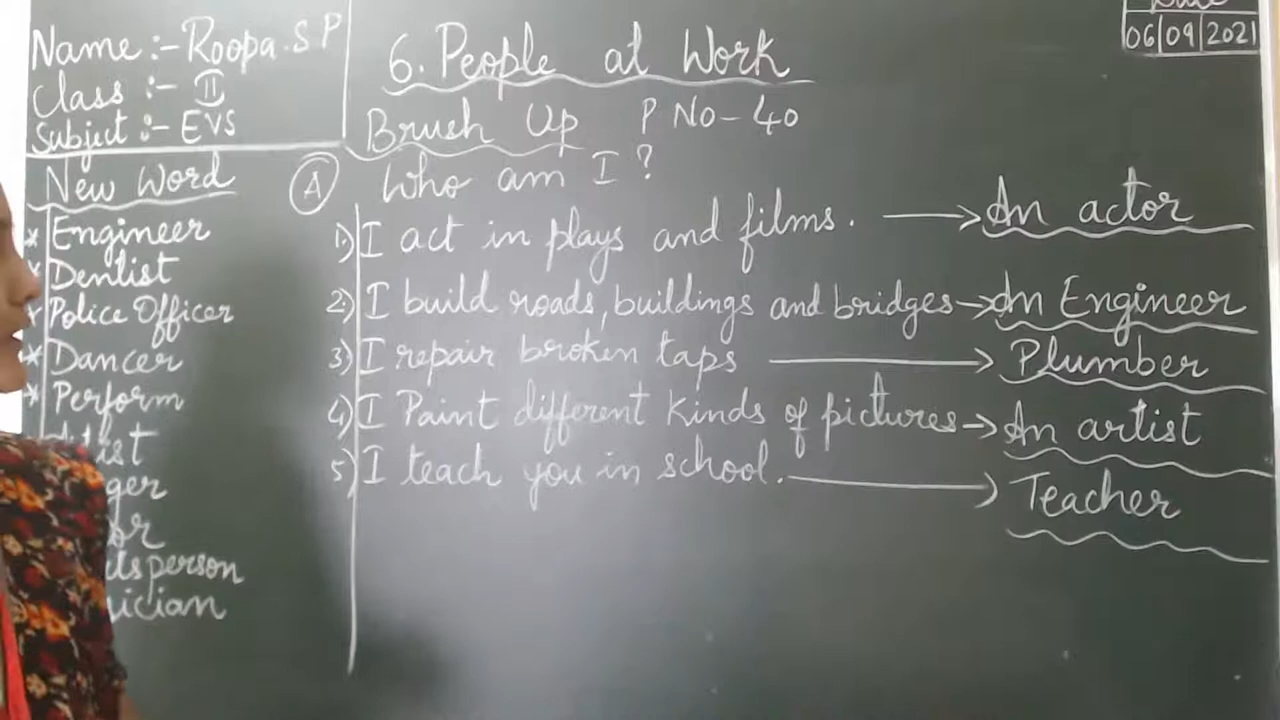 Name :- Roopa.S P
Class :- II
Subject :- EVS
Date
06|09|2021
6. People at Work
Brush Up P No-40
New Word
* Engineer
* Dentist
* Police Officer
* Dancer
* Perform
(A) Who am I ?
1) I act in plays and films. → An actor
2) I build roads, buildings and bridges → An Engineer
3) I repair broken taps → Plumber
4) I Paint different kinds of pictures → An artist
5) I teach you in school. → Teacher